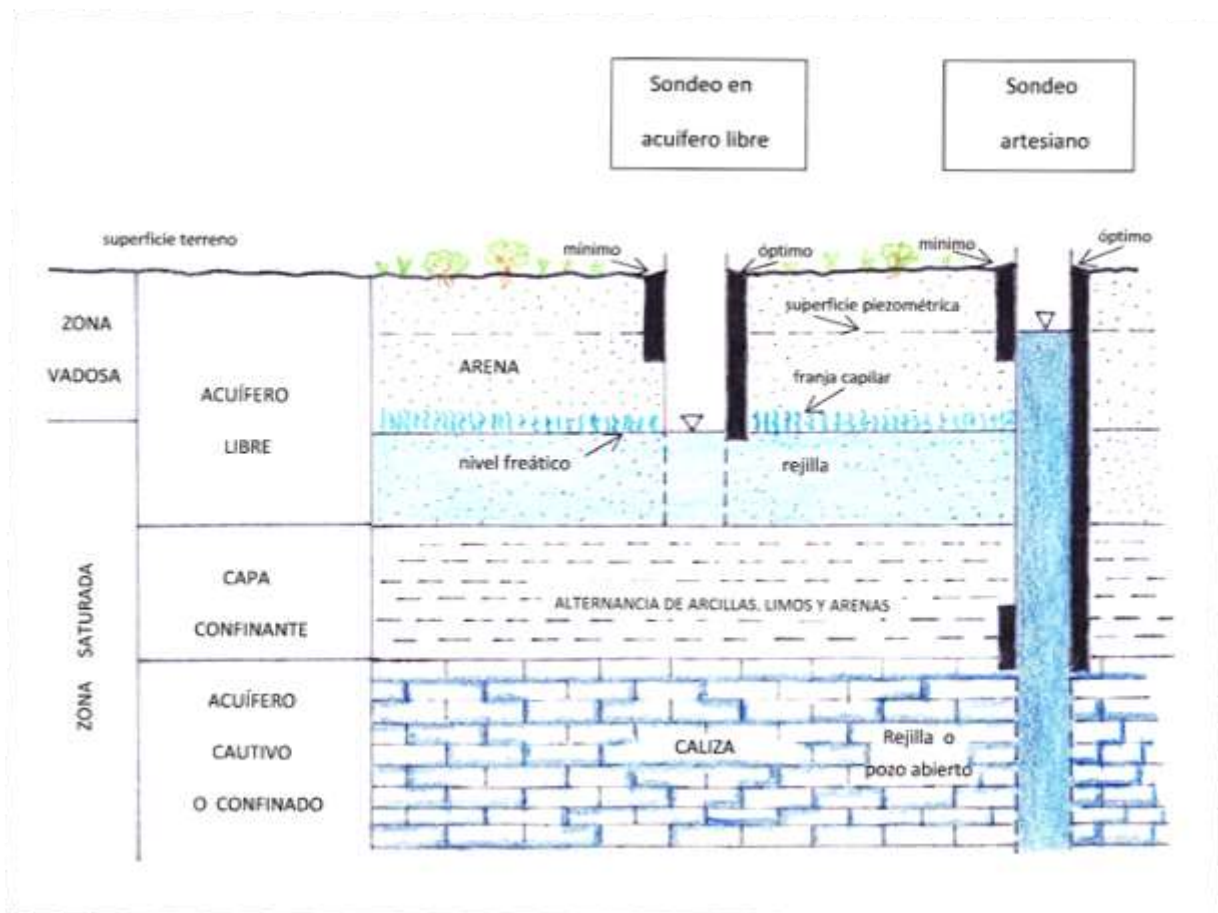 Sondeo en
acuífero libre
Sondeo
artesiano
superficie terreno
mínimo
óptimo
mínimo
óptimo
ZONA
VADOSA
ACUÍFERO
LIBRE
ARENA
superficie piezométrica
franja capilar
nivel freático
rejilla
ZONA SATURADA
CAPA
CONFINANTE
ALTERNANCIA DE ARCILLAS, LIMOS Y ARENAS
ACUÍFERO
CAUTIVO
O CONFINADO
CALIZA
Rejilla o
pozo abierto